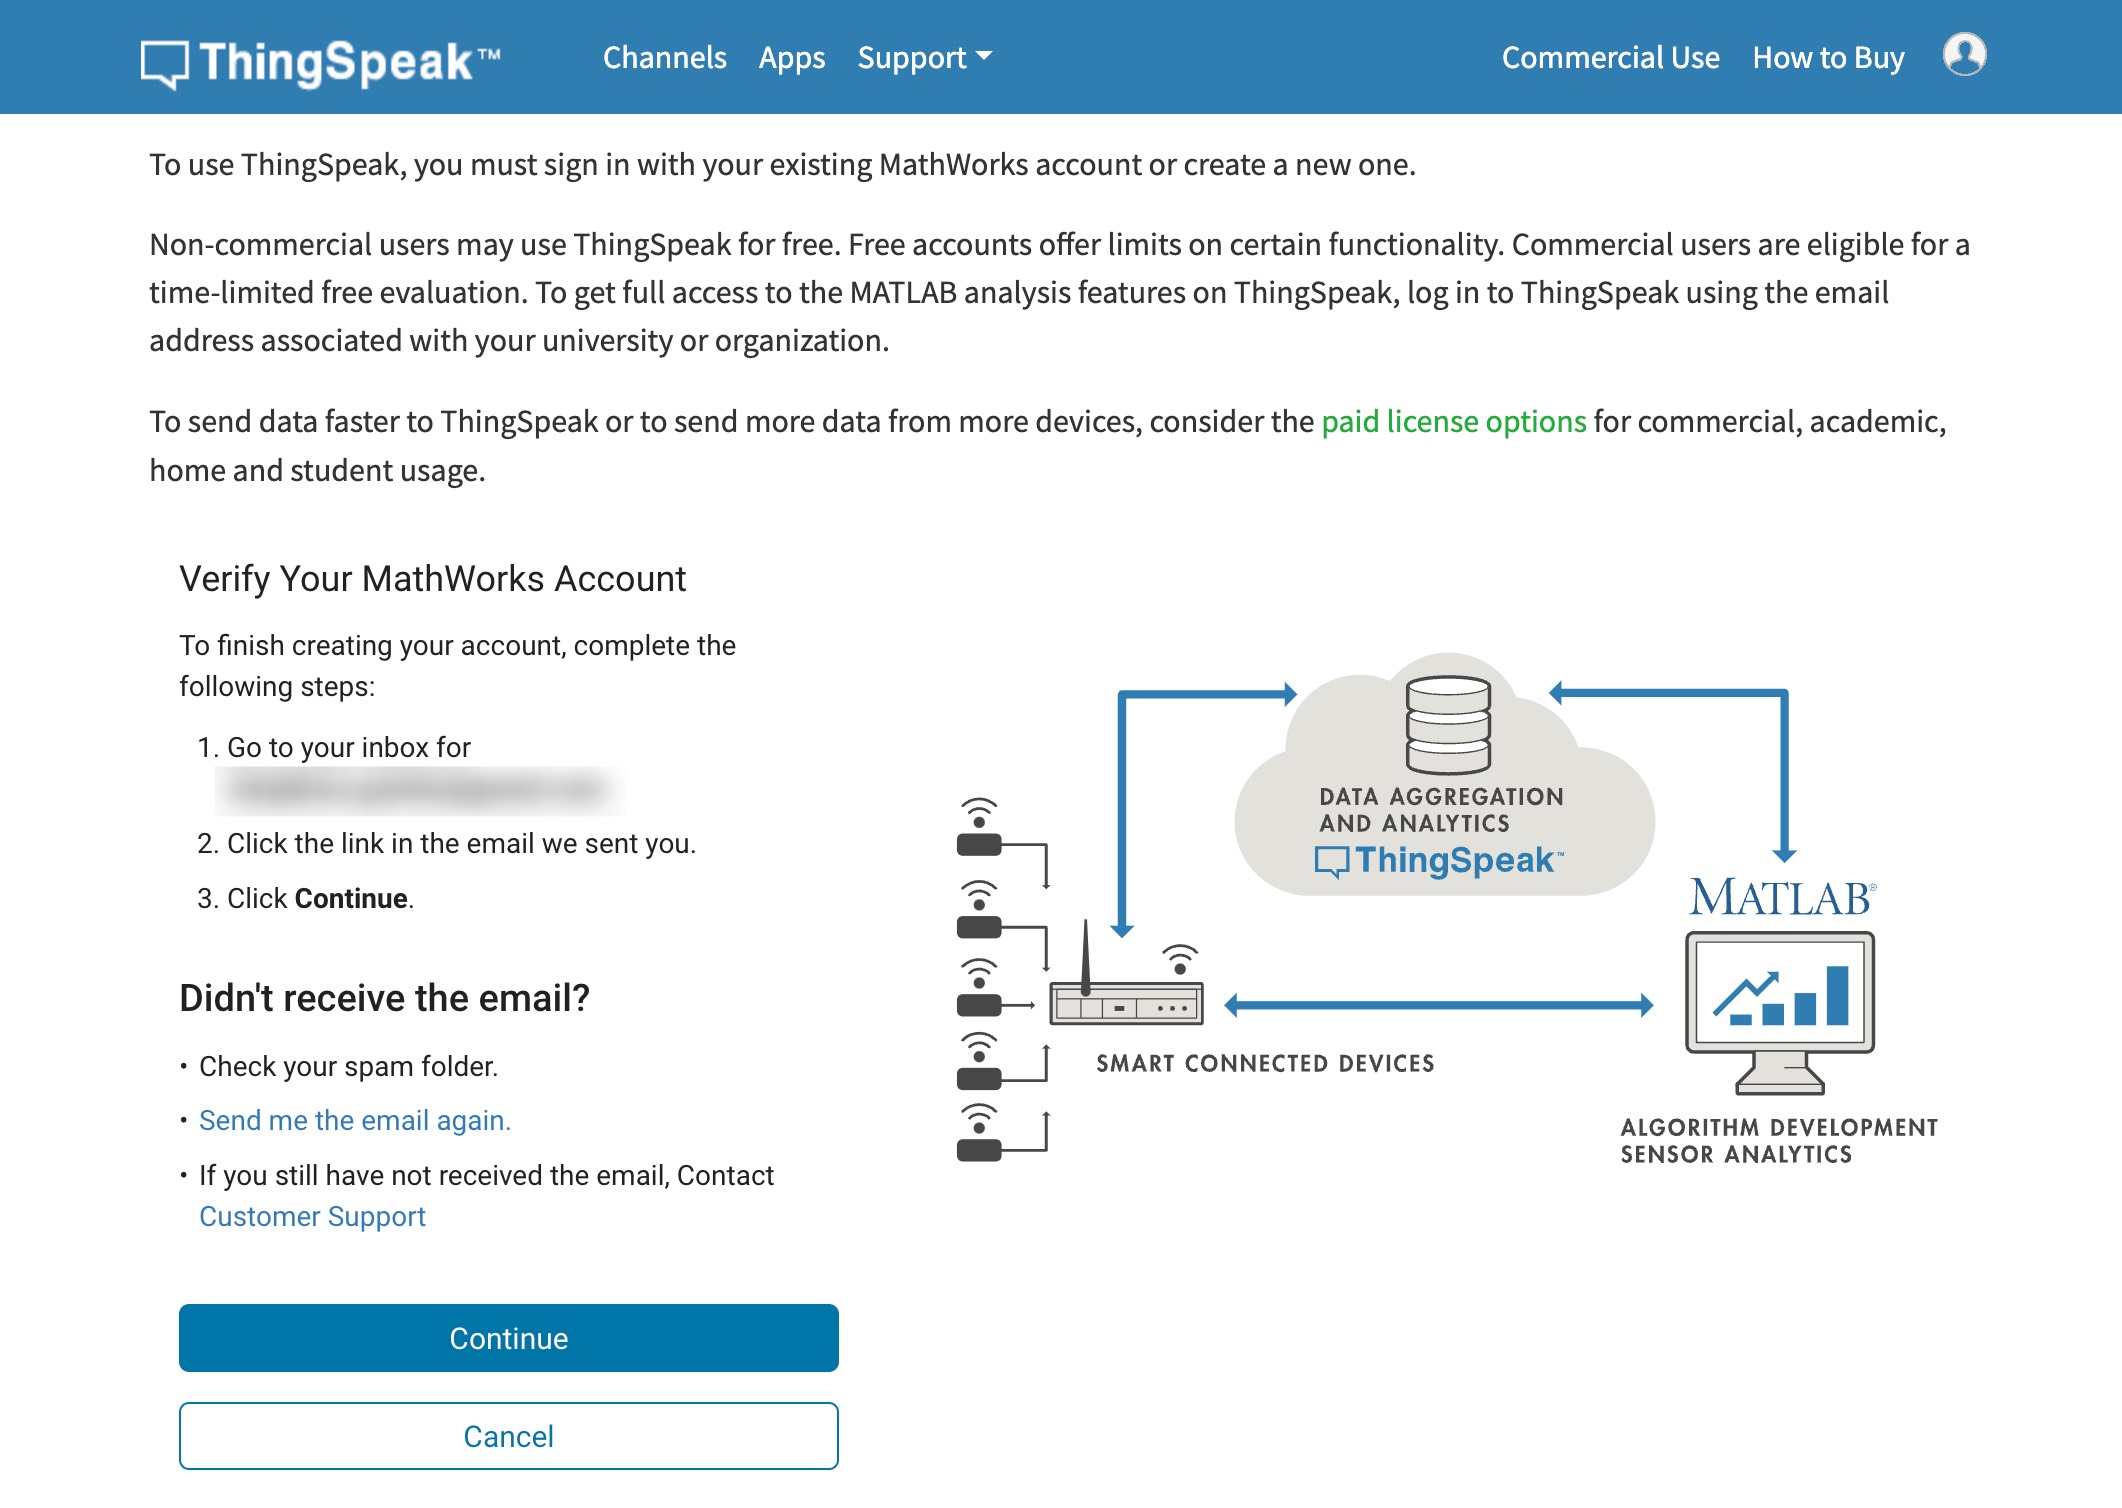 ThingSpeak™
Channels
Apps
Support
Commercial Use
How to Buy
To use ThingSpeak, you must sign in with your existing MathWorks account or create a new one.
Non-commercial users may use ThingSpeak for free. Free accounts offer limits on certain functionality. Commercial users are eligible for a
time-limited free evaluation. To get full access to the MATLAB analysis features on ThingSpeak, log in to ThingSpeak using the email
address associated with your university or organization.
To send data faster to ThingSpeak or to send more data from more devices, consider the paid license options for commercial, academic,
home and student usage.
Verify Your MathWorks Account
To finish creating your account, complete the
following steps:
1. Go to your inbox for
2. Click the link in the email we sent you.
3. Click Continue.
Didn't receive the email?
• Check your spam folder.
• Send me the email again.
• If you still have not received the email, Contact
Customer Support
Continue
Cancel
DATA AGGREGATION
AND ANALYTICS
ThingSpeak™
MATLAB®
SMART CONNECTED DEVICES
ALGORITHM DEVELOPMENT
SENSOR ANALYTICS